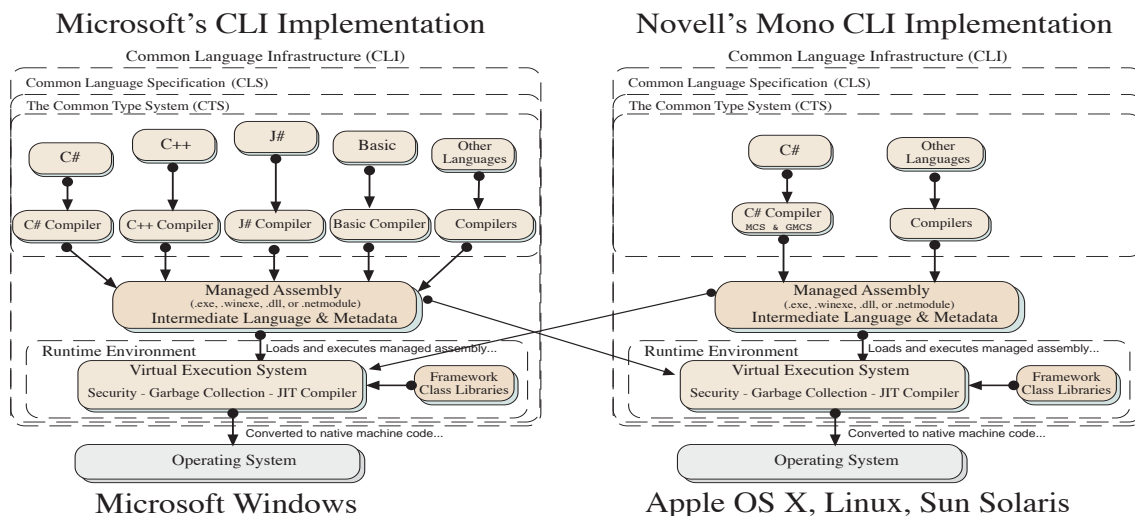 Microsoft's CLI Implementation
Common Language Infrastructure (CLI)
Common Language Specification (CLS)
The Common Type System (CTS)
C#
C++
J#
Basic
Other
Languages
C# Compiler
C++ Compiler
J# Compiler
Basic Compiler
Compilers
Managed Assembly
(.exe, .winexe, .dll, or .netmodule)
Intermediate Language & Metadata
Runtime Environment
Loads and executes managed assembly...
Virtual Execution System
Security - Garbage Collection - JIT Compiler
Framework
Class Libraries
Converted to native machine code...
Operating System
Microsoft Windows
Novell's Mono CLI Implementation
Common Language Infrastructure (CLI)
Common Language Specification (CLS)
The Common Type System (CTS)
C#
Other
Languages
C# Compiler
MCS & GMCS
Compilers
Managed Assembly
(.exe, .winexe, .dll, or .netmodule)
Intermediate Language & Metadata
Runtime Environment
Loads and executes managed assembly...
Virtual Execution System
Security - Garbage Collection - JIT Compiler
Framework
Class Libraries
Converted to native machine code...
Operating System
Apple OS X, Linux, Sun Solaris